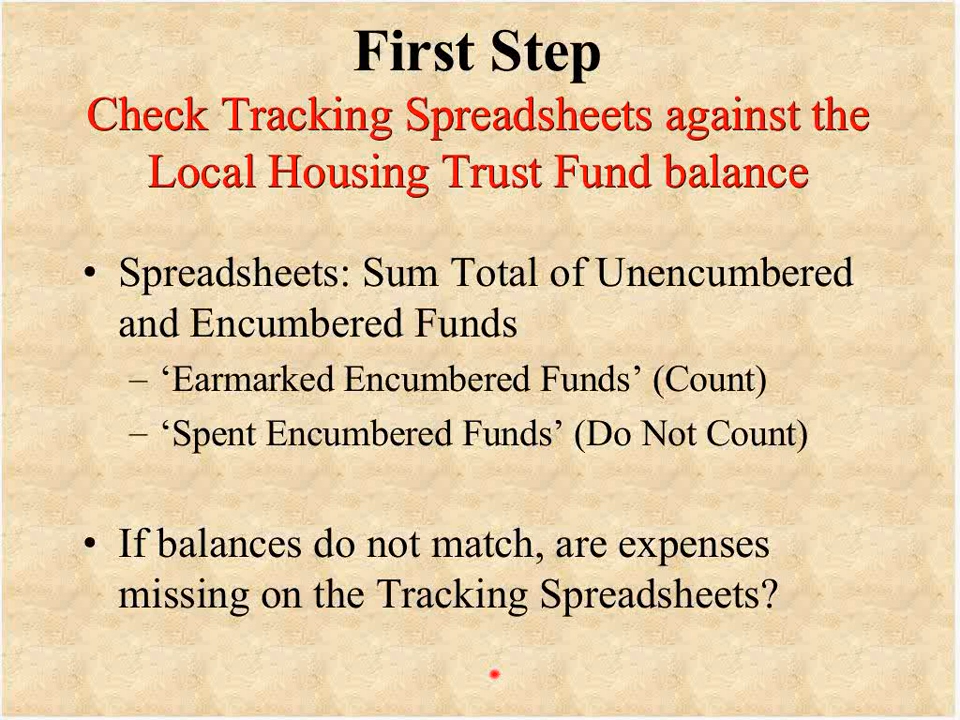 First Step
Check Tracking Spreadsheets against the
Local Housing Trust Fund balance
• Spreadsheets: Sum Total of Unencumbered
and Encumbered Funds
– ‘Earmarked Encumbered Funds’ (Count)
– ‘Spent Encumbered Funds’ (Do Not Count)
• If balances do not match, are expenses
missing on the Tracking Spreadsheets?